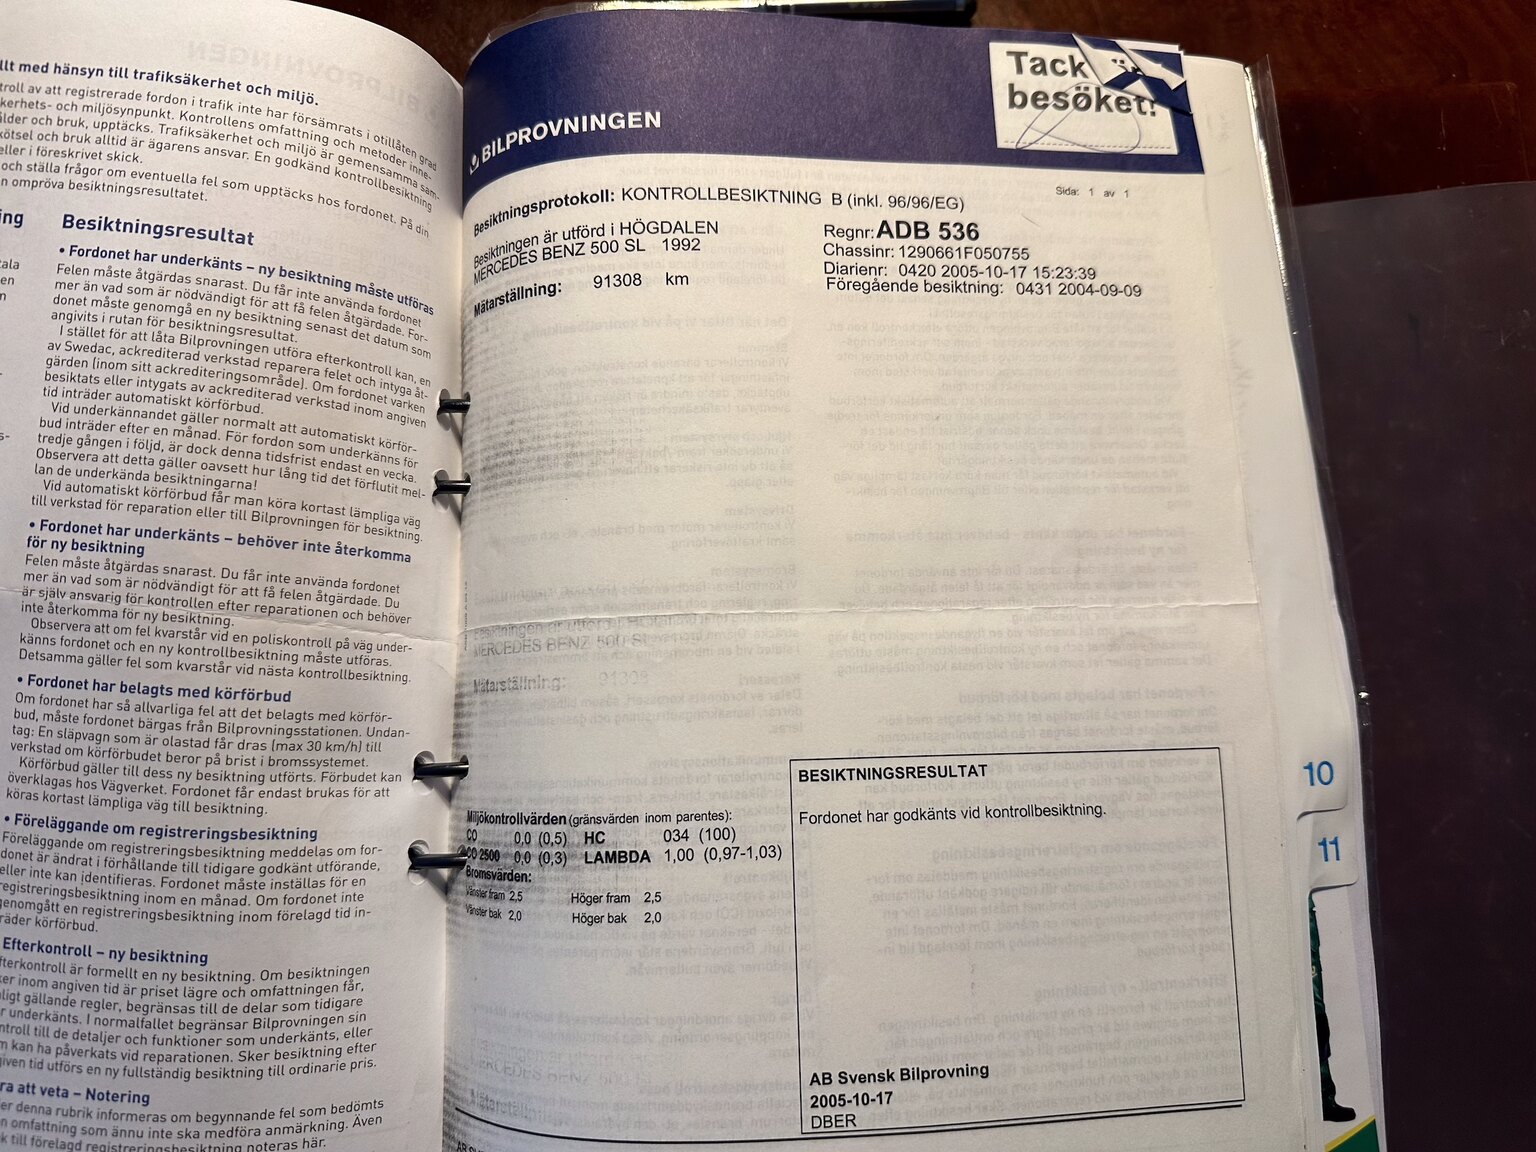 llt med hänsyn till trafiksäkerhet och miljö.
troll av att registrerade fordon i trafik inte har försämrats i otillåten grad
kerhets- och miljösynpunkt. Kontrollens omfattning och metoder inne-
ålder och bruk, upptäcks. Trafiksäkerhet och miljö är gemensamma sam-
kötsel och bruk alltid är ägarens ansvar. En godkänd kontrollbesiktning
eller i föreskrivet skick.
och ställa frågor om eventuella fel som upptäcks hos fordonet. På din
n ompröva besiktningsresultatet.
ing
tala
en
Besiktningsresultat
• Fordonet har underkänts – ny besiktning måste utföras
Felen måste åtgärdas snarast. Du får inte använda fordonet
mer än vad som är nödvändigt för att få felen åtgärdade. For-
donet måste genomgå en ny besiktning senast det datum som
angivits i rutan för besiktningsresultat.
I stället för att låta Bilprovningen utföra efterkontroll kan, en
av Swedac, ackrediterad verkstad reparera felet och intyga åt-
gärden (inom sitt ackrediteringsområde). Om fordonet varken
besiktats eller intygats av ackrediterad verkstad inom angiven
tid inträder automatiskt körförbud.
Vid underkännandet gäller normalt att automatiskt körför-
bud inträder efter en månad. För fordon som underkänns för
tredje gången i följd, är dock denna tidsfrist endast en vecka.
Observera att detta gäller oavsett hur lång tid det förflutit mel-
lan de underkända besiktningarna!
Vid automatiskt körförbud får man köra kortast lämpliga väg
till verkstad för reparation eller till Bilprovningen för besiktning.
• Fordonet har underkänts – behöver inte återkomma
för ny besiktning
Felen måste åtgärdas snarast. Du får inte använda fordonet
mer än vad som är nödvändigt för att få felen åtgärdade. Du
är själv ansvarig för kontrollen efter reparationen och behöver
inte återkomma för ny besiktning.
Observera att om fel kvarstår vid en poliskontroll på väg under-
känns fordonet och en ny kontrollbesiktning måste utföras.
Detsamma gäller fel som kvarstår vid nästa kontrollbesiktning.
• Fordonet har belagts med körförbud
Om fordonet har så allvarliga fel att det belagts med körför-
bud, måste fordonet bärgas från Bilprovningsstationen. Undan-
tag: En släpvagn som är olastad får dras (max 30 km/h) till
verkstad om körförbudet beror på brist i bromssystemet.
Körförbud gäller till dess ny besiktning utförts. Förbudet kan
överklagas hos Vägverket. Fordonet får endast brukas för att
köras kortast lämpliga väg till besiktning.
• Föreläggande om registreringsbesiktning
Föreläggande om registreringsbesiktning meddelas om for-
donet är ändrat i förhållande till tidigare godkänt utförande,
eller inte kan identifieras. Fordonet måste inställas för en
registreringsbesiktning inom en månad. Om fordonet inte
genomgått en registreringsbesiktning inom förelagd tid in-
räder körförbud.
Efterkontroll – ny besiktning
fterkontroll är formellt en ny besiktning. Om besiktningen
er inom angiven tid är priset lägre och omfattningen får,
ligt gällande regler, begränsas till de delar som tidigare
r underkänts. I normalfallet begränsar Bilprovningen sin
ntroll till de detaljer och funktioner som underkänts, eller
m kan ha påverkats vid reparationen. Sker besiktning efter
given tid utförs en ny fullständig besiktning till ordinarie pris.
ra att veta – Notering
er denna rubrik informeras om begynnande fel som bedömts
n omfattning som ännu inte ska medföra anmärkning. Även
k till förelagd registreringsbesiktning noteras här.
BILPROVNINGEN
Tack
besöket!
Sida: 1 av 1
Besiktningsprotokoll: KONTROLLBESIKTNING B (inkl. 96/96/EG)
Besiktningen är utförd i HÖGDALEN
MERCEDES BENZ 500 SL 1992
Mätarställning: 91308 km
Regnr: ADB 536
Chassinr: 1290661F050755
Diarienr: 0420 2005-10-17 15:23:39
Föregående besiktning: 0431 2004-09-09
Besiktningen är utförd i HÖGDALEN
MERCEDES BENZ 500 SL
Mätarställning: 91308
Miljökontrollvärden (gränsvärden inom parentes):
CO 0,0 (0,5) HC 034 (100)
CO 2500 0,0 (0,3) LAMBDA 1,00 (0,97-1,03)
Bromsvärden:
Vänster fram 2,5 Höger fram 2,5
Vänster bak 2,0 Höger bak 2,0
BESIKTNINGSRESULTAT
Fordonet har godkänts vid kontrollbesiktning.
AB Svensk Bilprovning
2005-10-17
DBER
10
11